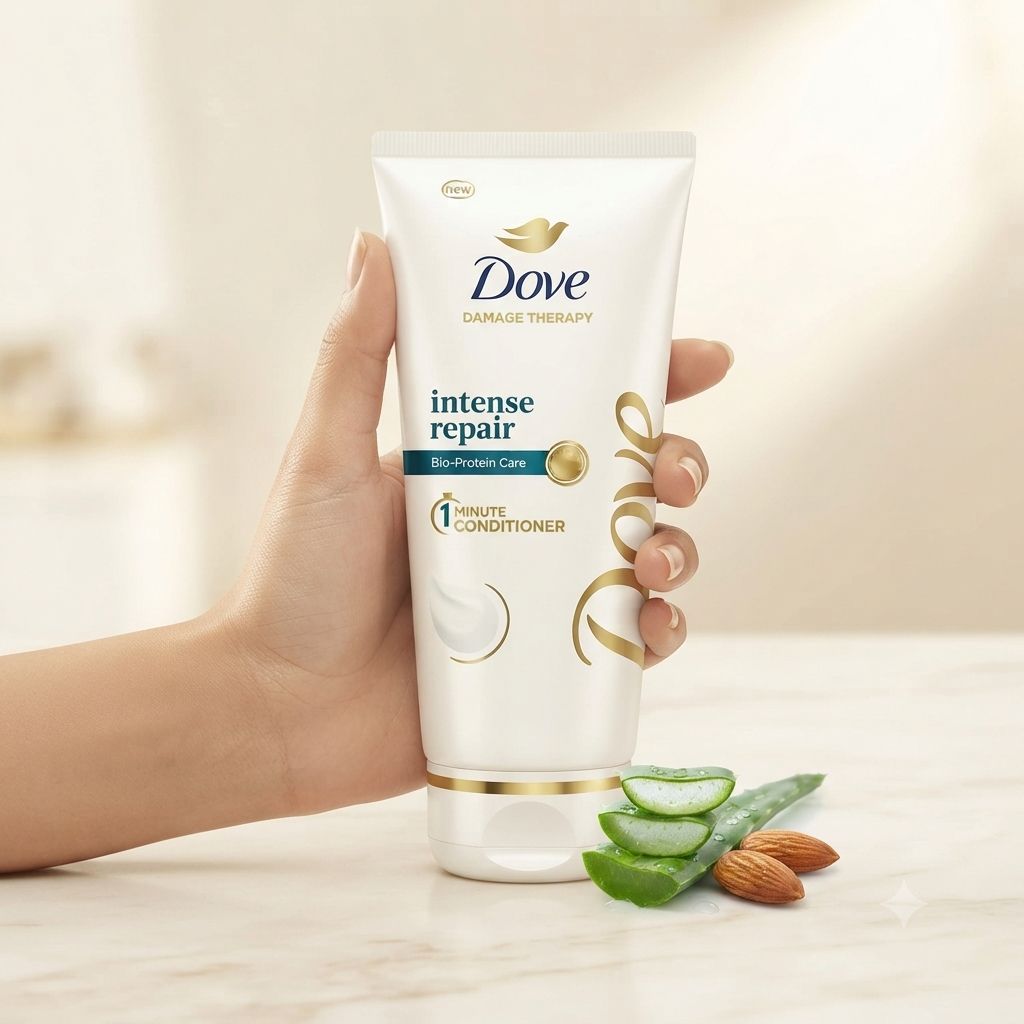 new
Dove
DAMAGE THERAPY
intense
repair
Bio-Protein Care
1 MINUTE
CONDITIONER
Dove